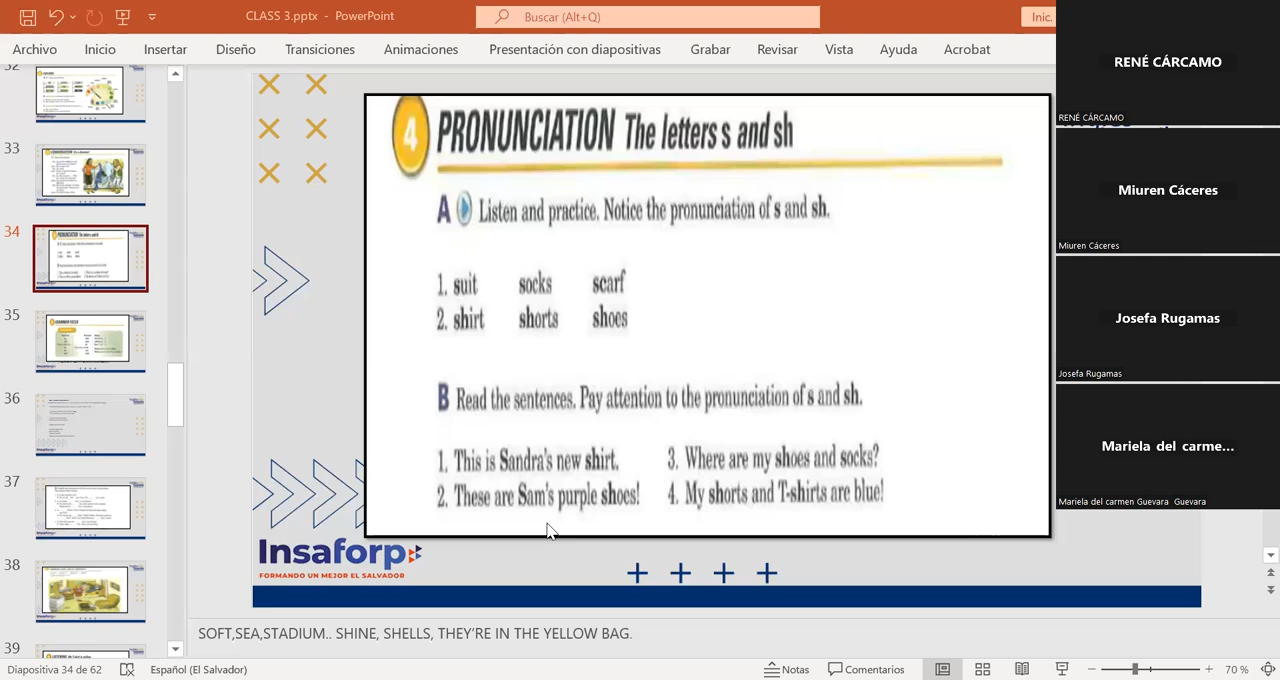 CLASS 3.pptx - PowerPoint
Buscar (Alt+Q)
Inic.
Archivo Inicio Insertar Diseño Transiciones Animaciones Presentación con diapositivas Grabar Revisar Vista Ayuda Acrobat
32
33
34
35
36
37
38
39
4 PRONUNCIATION The letters s and sh
A Listen and practice. Notice the pronunciation of s and sh.
1. suit socks scarf
2. shirt shorts shoes
B Read the sentences. Pay attention to the pronunciation of s and sh.
1. This is Sandra's new shirt.
2. These are Sam's purple shoes!
3. Where are my shoes and socks?
4. My shorts and T-shirts are blue!
Insaforp
FORMANDO UN MEJOR EL SALVADOR
SOFT,SEA,STADIUM.. SHINE, SHELLS, THEY'RE IN THE YELLOW BAG.
Diapositiva 34 de 62 Español (El Salvador) Notas Comentarios 70 %
RENÉ CÁRCAMO
RENÉ CÁRCAMO
Miuren Cáceres
Miuren Cáceres
Josefa Rugamas
Josefa Rugamas
Mariela del carme...
Mariela del carmen Guevara Guevara